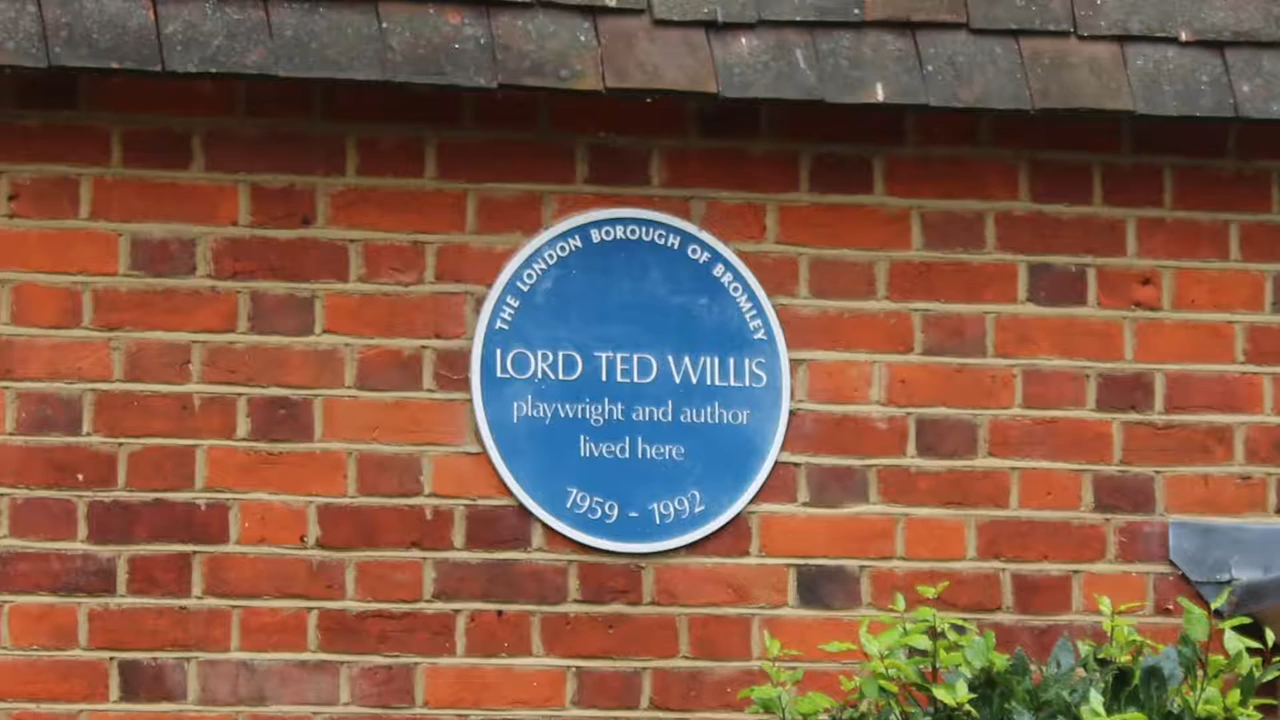 THE LONDON BOROUGH OF BROMLEY
LORD TED WILLIS
playwright and author
lived here
1959 - 1992